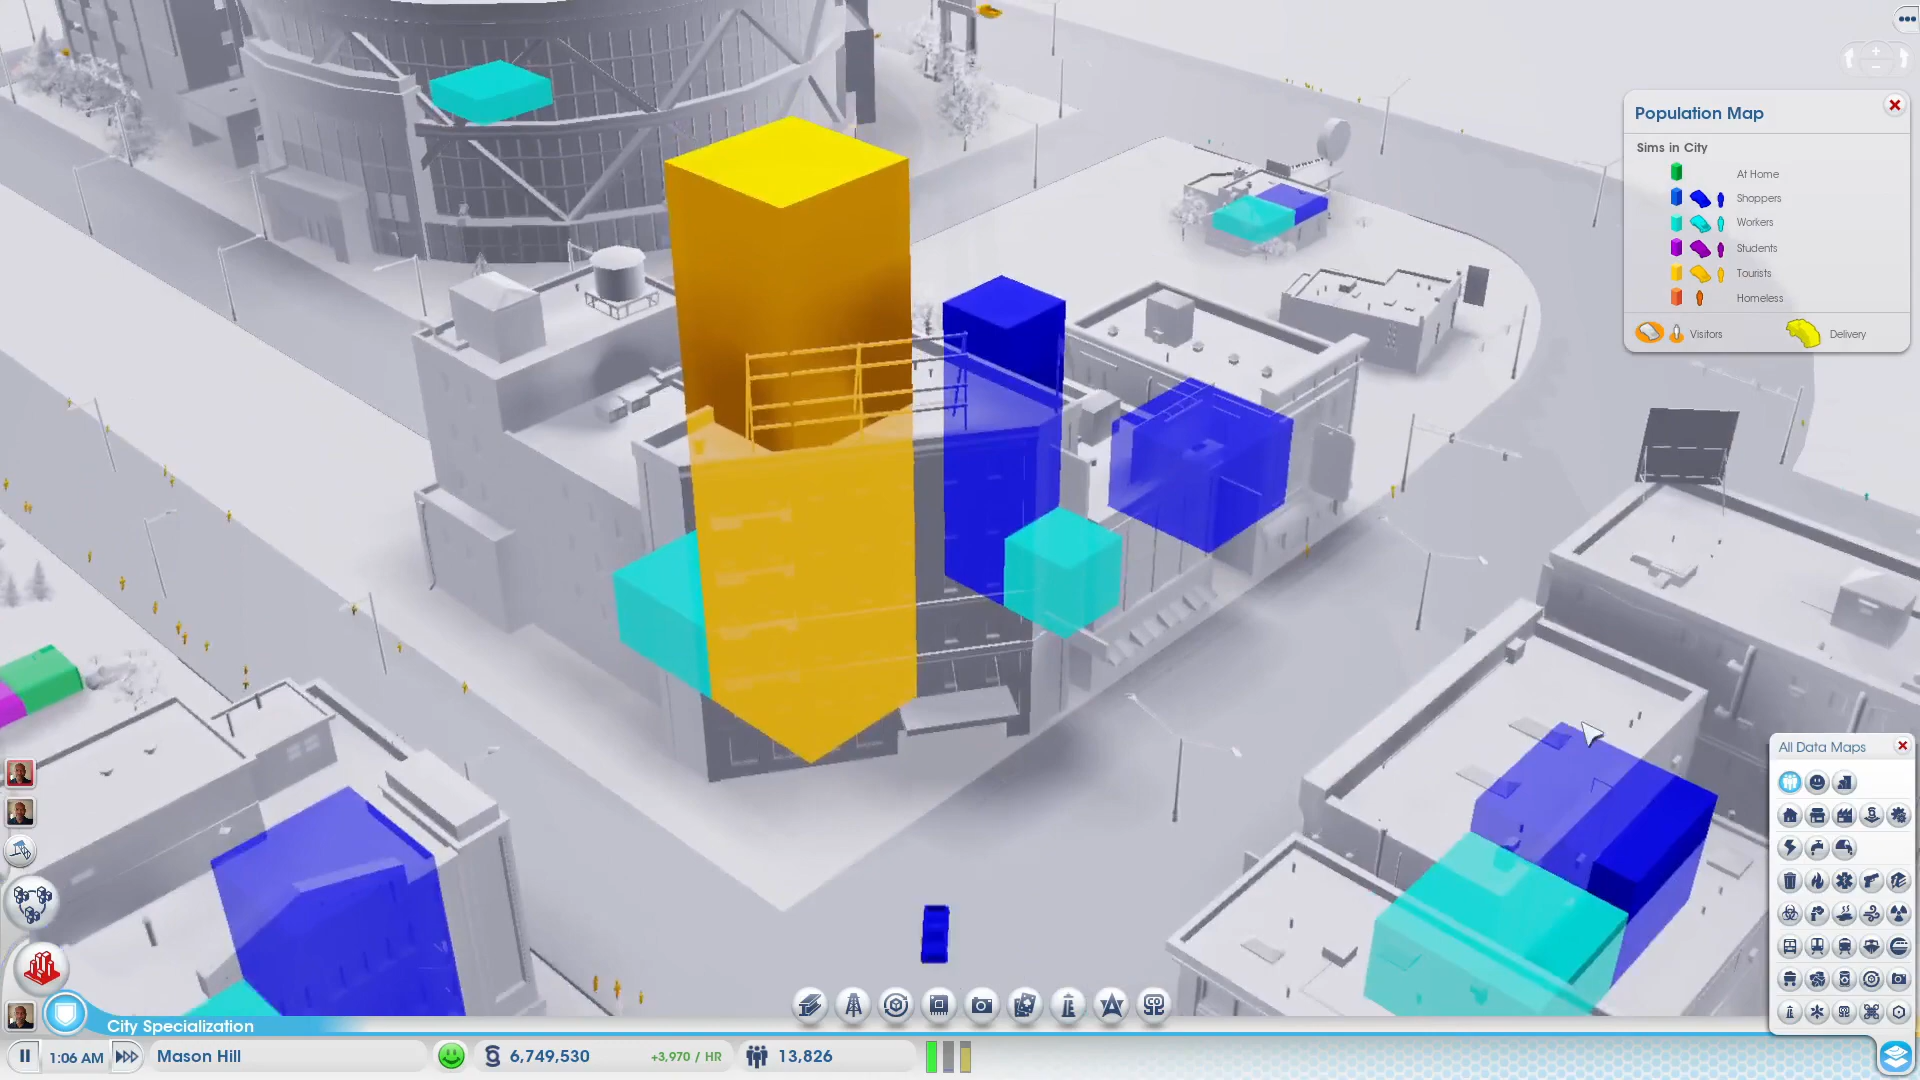 Population Map
Sims in City
At Home
Shoppers
Workers
Students
Tourists
Homeless
Visitors
Delivery
All Data Maps
City Specialization
1:06 AM
Mason Hill
6,749,530
+3,970 / HR
13,826